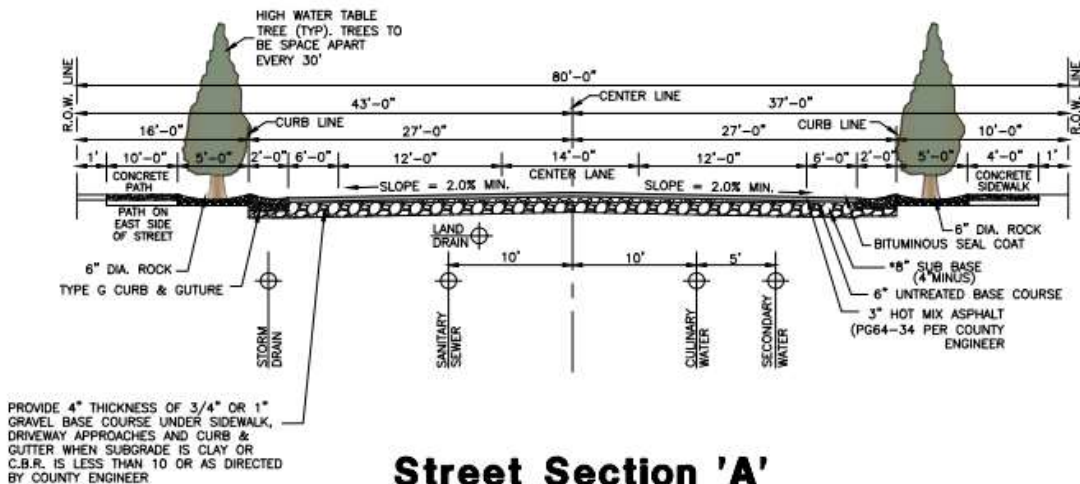 HIGH WATER TABLE
TREE (TYP). TREES TO
BE SPACE APART
EVERY 30'
R.O.W. LINE
80'-0"
R.O.W. LINE
CENTER LINE
43'-0"
37'-0"
CURB LINE
CURB LINE
16'-0"
27'-0"
27'-0"
10'-0"
1'
10'-0"
5'-0"
2'-0"
6'-0"
12'-0"
14'-0"
12'-0"
6'-0"
2'-0"
5'-0"
4'-0"
1'
CONCRETE
PATH
CENTER LANE
CONCRETE
SIDEWALK
SLOPE = 2.0% MIN.
SLOPE = 2.0% MIN.
PATH ON
EAST SIDE
OF STREET
LAND
DRAIN
6" DIA. ROCK
BITUMINOUS SEAL COAT
6" DIA. ROCK
TYPE G CURB & GUTURE
10'
10'
5'
*8" SUB BASE
(4"MINUS)
6" UNTREATED BASE COURSE
3" HOT MIX ASPHALT
(PG64-34 PER COUNTY
ENGINEER
STORM
DRAIN
SANITARY
SEWER
CULINARY
WATER
SECONDARY
WATER
PROVIDE 4" THICKNESS OF 3/4" OR 1"
GRAVEL BASE COURSE UNDER SIDEWALK,
DRIVEWAY APPROACHES AND CURB &
GUTTER WHEN SUBGRADE IS CLAY OR
C.B.R. IS LESS THAN 10 OR AS DIRECTED
BY COUNTY ENGINEER
Street Section 'A'